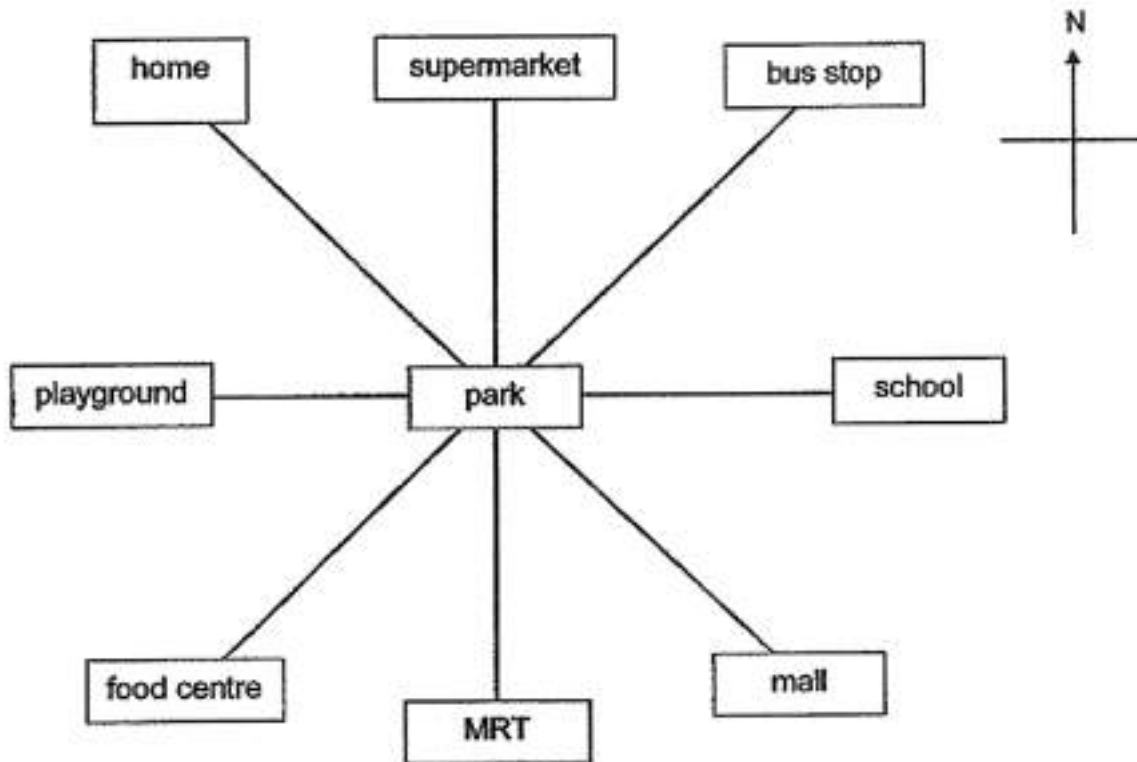 N
home
supermarket
bus stop
playground
park
school
food centre
MRT
mall